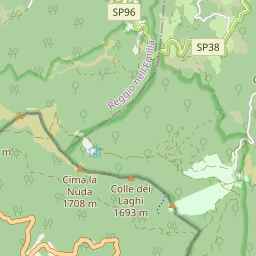 SP96
SP38
Reggio nell'Emilia
m
Cima la
Nuda
1708 m
Colle dei
Laghi
1693 m